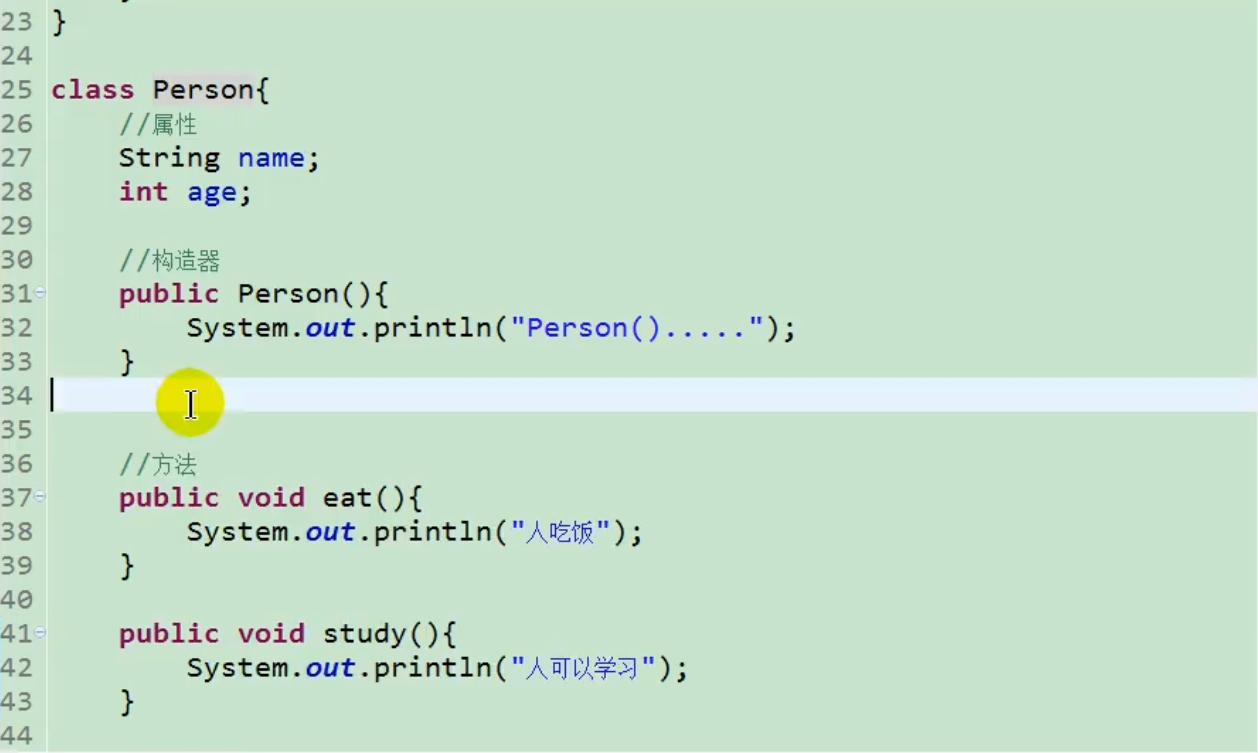 23 }
24
25 class Person{
26 //属性
27 String name;
28 int age;
29
30 //构造器
31 public Person(){
32 System.out.println("Person().....");
33 }
34
35
36 //方法
37 public void eat(){
38 System.out.println("人吃饭");
39 }
40
41 public void study(){
42 System.out.println("人可以学习");
43 }
44